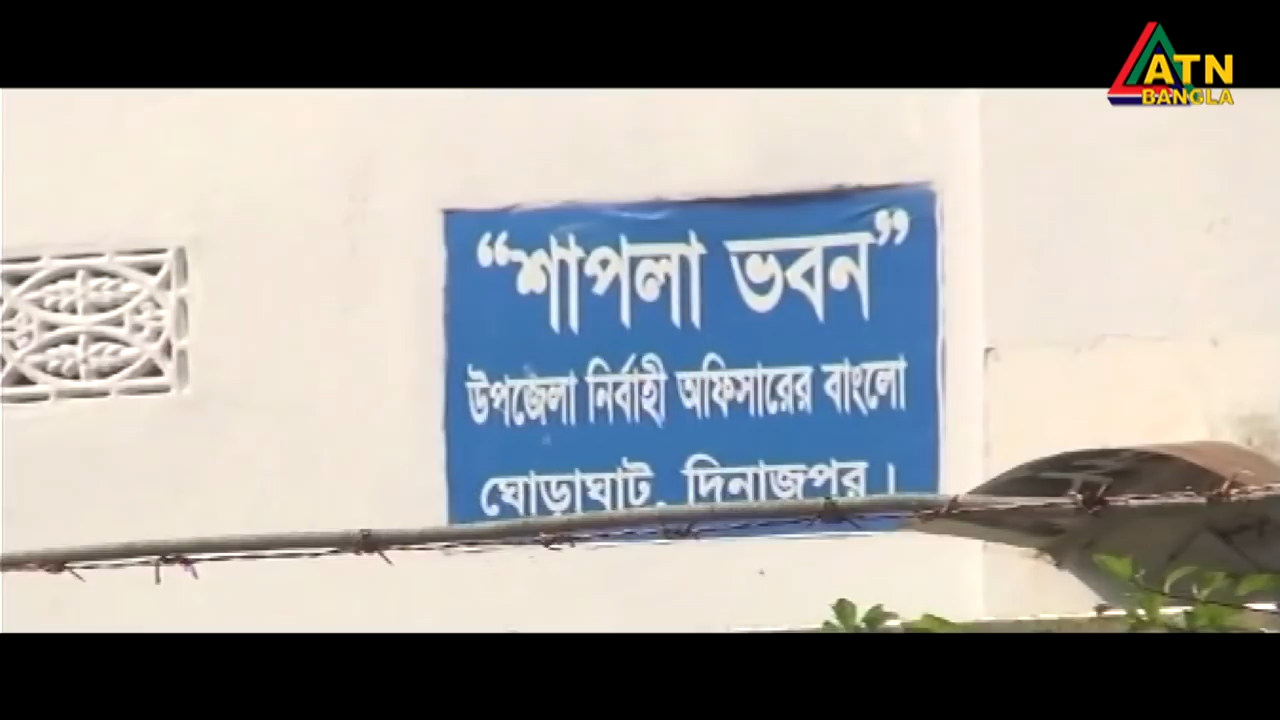 ATN
BANGLA
“শাপলা ভবন”
উপজেলা নির্বাহী অফিসারের বাংলো
ঘোড়াঘাট, দিনাজপুর।